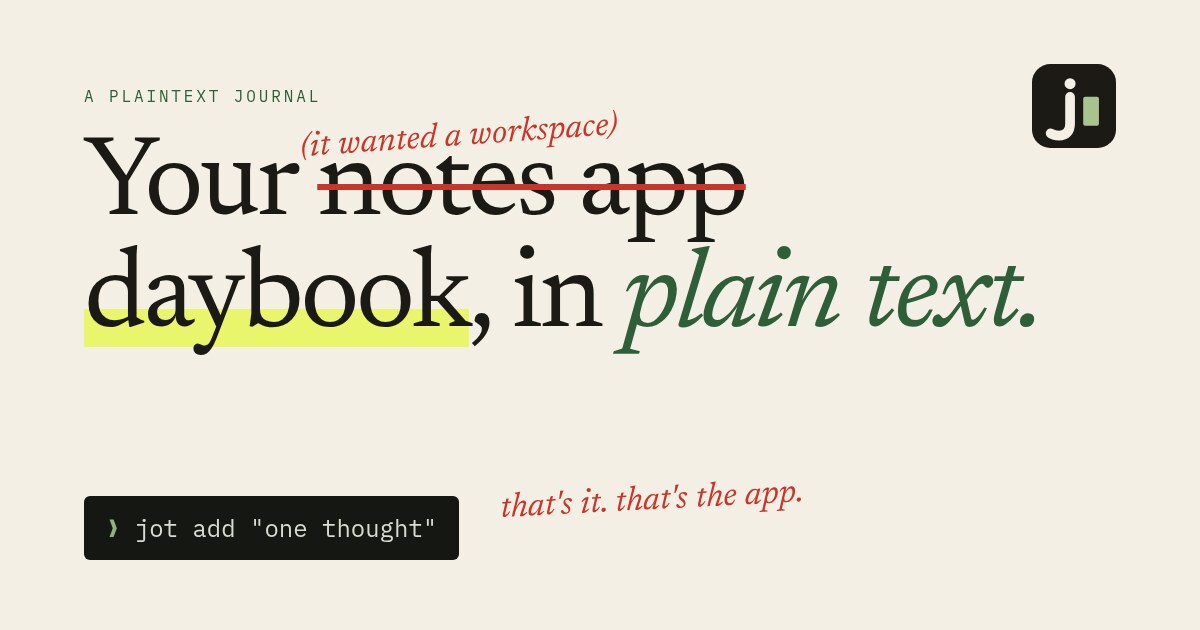 A PLAINTEXT JOURNAL
j
(it wanted a workspace)
Your notes app
daybook, in plain text.
❯ jot add "one thought"
that's it. that's the app.